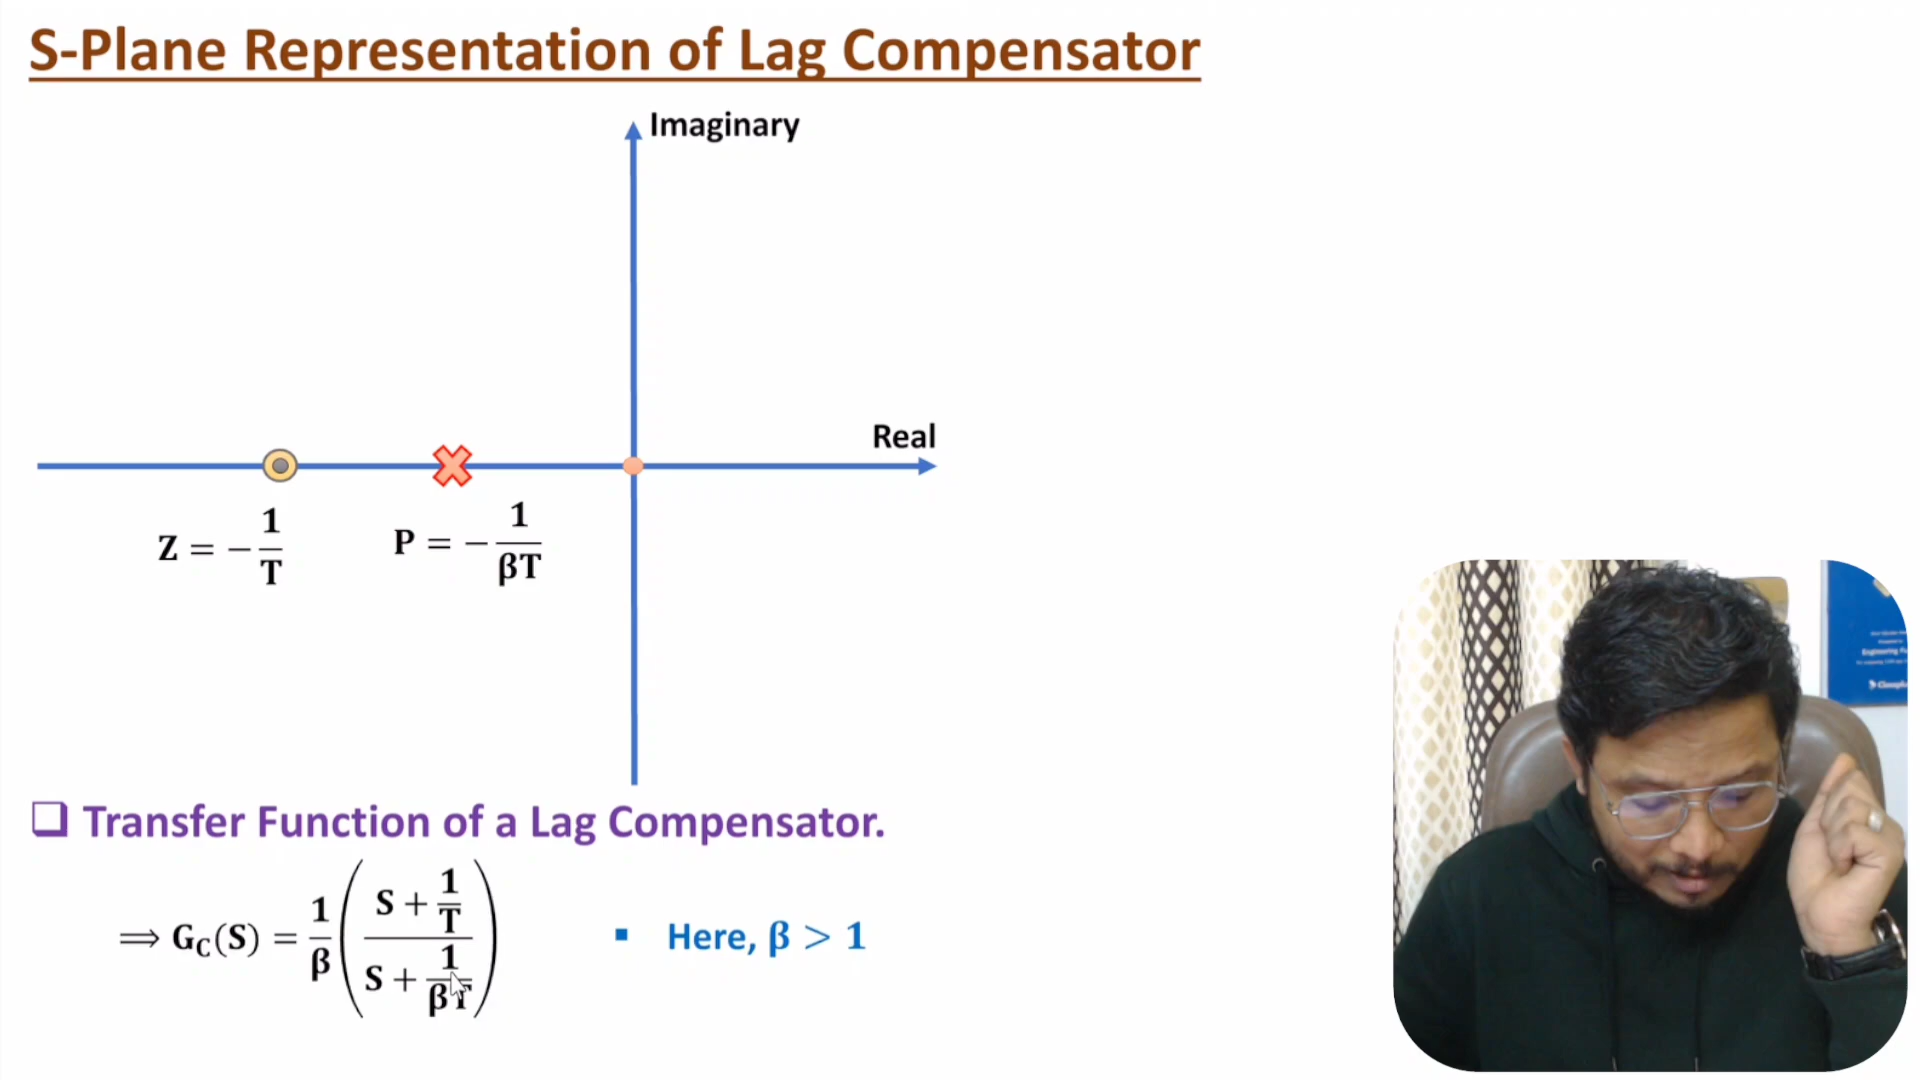 S-Plane Representation of Lag Compensator
Imaginary
Real
Z = −1/T
P = −1/βT
❑ Transfer Function of a Lag Compensator.
⟹ G_C(S) = 1/β ((S + 1/T)/(S + 1/βT))
▪ Here, β > 1